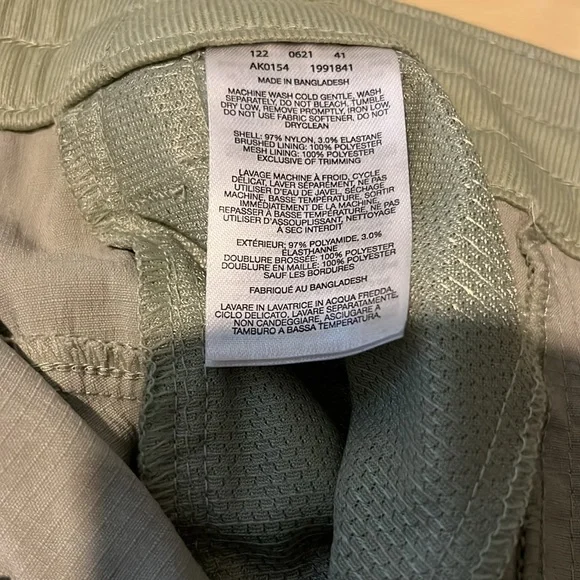 122 0621 41
AK0154 1991841
MADE IN BANGLADESH
MACHINE WASH COLD GENTLE, WASH
SEPARATELY, DO NOT BLEACH, TUMBLE
DRY LOW, REMOVE PROMPTLY, IRON LOW,
DO NOT USE FABRIC SOFTENER, DO NOT
DRYCLEAN
SHELL: 97% NYLON, 3.0% ELASTANE
BRUSHED LINING: 100% POLYESTER
MESH LINING: 100% POLYESTER
EXCLUSIVE OF TRIMMING
LAVAGE MACHINE À FROID, CYCLE
DÉLICAT, LAVER SÉPARÉMENT, NE PAS
UTILISER D'EAU DE JAVEL, SÉCHAGE
MACHINE, BASSE TEMPÉRATURE, SORTIR
IMMÉDIATEMENT DE LA MACHINE,
REPASSER À BASSE TEMPÉRATURE, NE PAS
UTILISER D'ASSOUPLISSANT, NETTOYAGE
À SEC INTERDIT
EXTÉRIEUR: 97% POLYAMIDE, 3.0%
ÉLASTHANNE
DOUBLURE BROSSÉE: 100% POLYESTER
DOUBLURE EN MAILLE: 100% POLYESTER
SAUF LES BORDURES
FABRIQUÉ AU BANGLADESH
LAVARE IN LAVATRICE IN ACQUA FREDDA,
CICLO DELICATO, LAVARE SEPARATAMENTE,
NON CANDEGGIARE, ASCIUGARE A
TAMBURO A BASSA TEMPERATURA,